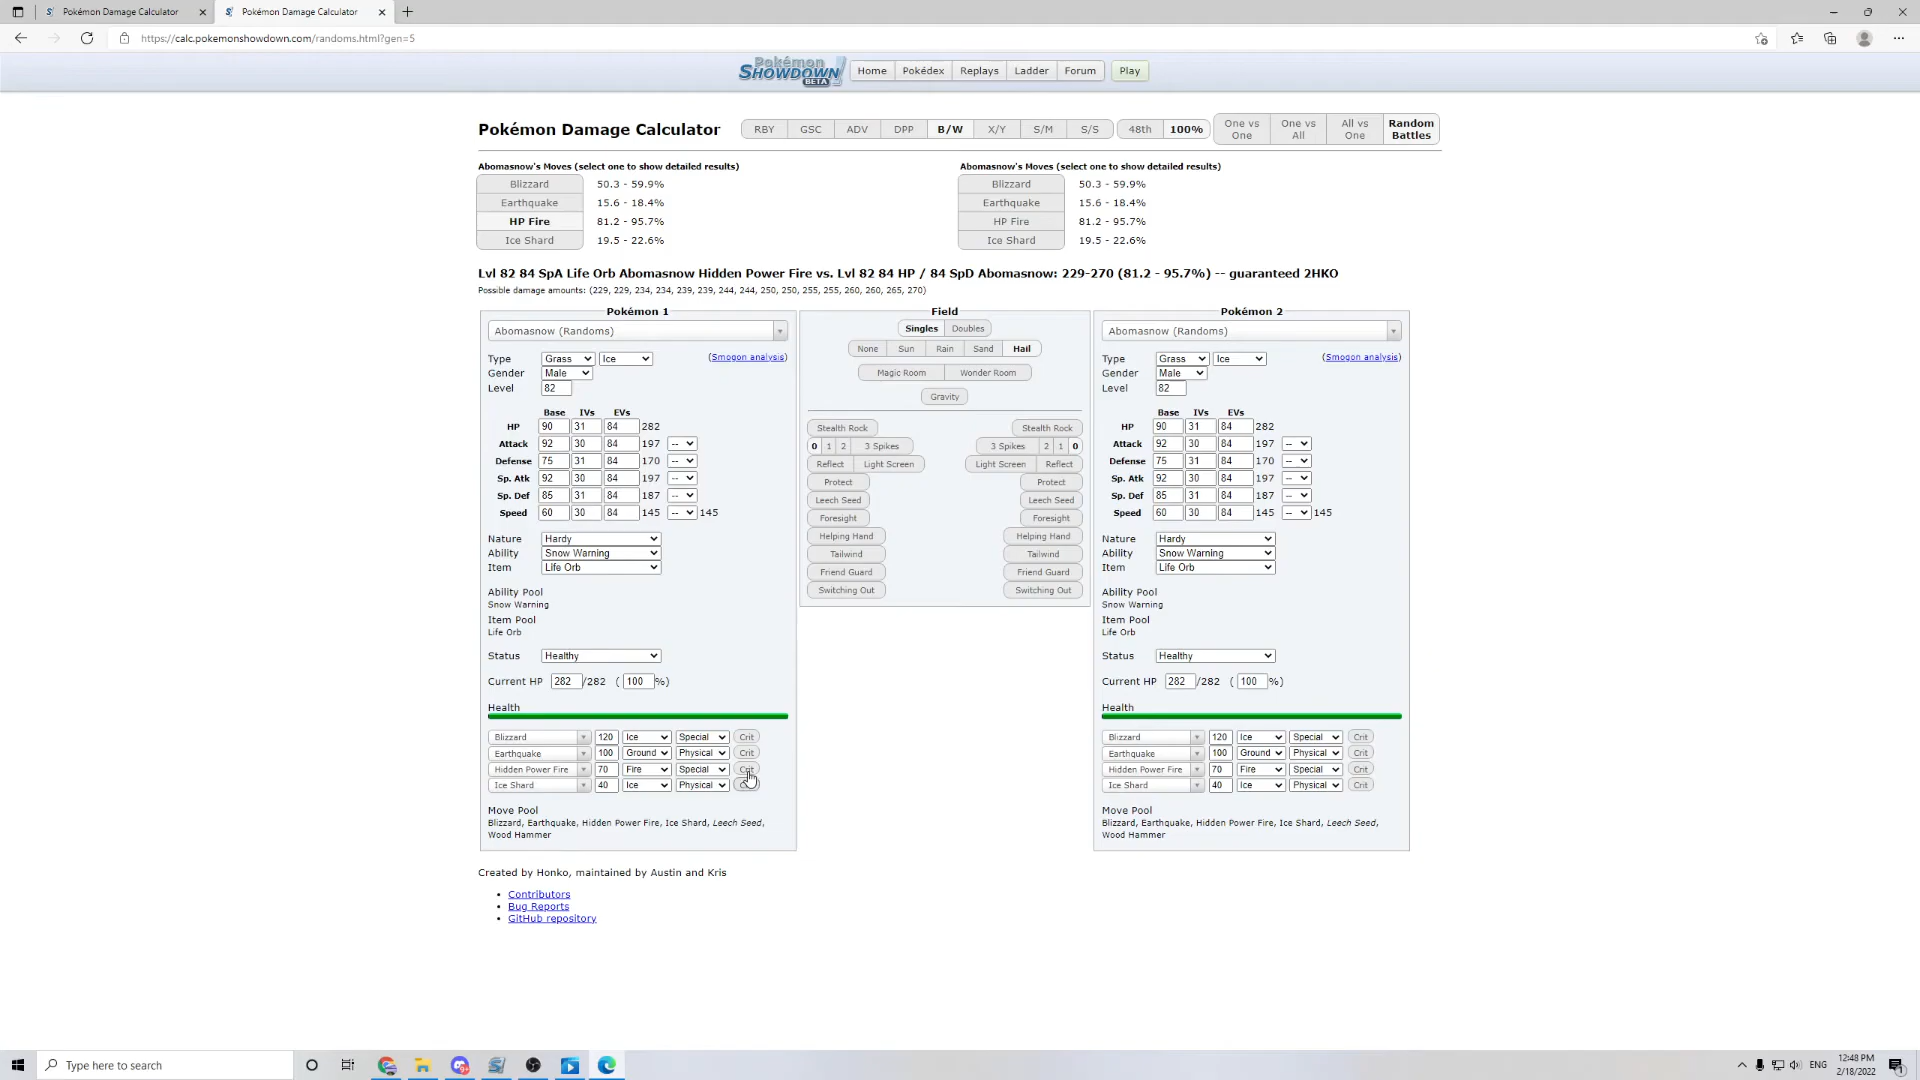 Pokémon Damage Calculator
Pokémon Damage Calculator
https://calc.pokemonshowdown.com/randoms.html?gen=5
Pokémon Showdown BETA Home Pokédex Replays Ladder Forum Play
Pokémon Damage Calculator RBY GSC ADV DPP B/W X/Y S/M S/S 48th 100% One vs One One vs All All vs One Random Battles
Abomasnow's Moves (select one to show detailed results)
Blizzard 50.3 - 59.9%
Earthquake 15.6 - 18.4%
HP Fire 81.2 - 95.7%
Ice Shard 19.5 - 22.6%
Abomasnow's Moves (select one to show detailed results)
Blizzard 50.3 - 59.9%
Earthquake 15.6 - 18.4%
HP Fire 81.2 - 95.7%
Ice Shard 19.5 - 22.6%
Lvl 82 84 SpA Life Orb Abomasnow Hidden Power Fire vs. Lvl 82 84 HP / 84 SpD Abomasnow: 229-270 (81.2 - 95.7%) -- guaranteed 2HKO
Possible damage amounts: (229, 229, 234, 234, 239, 239, 244, 244, 250, 250, 255, 255, 260, 260, 265, 270)
Pokémon 1
Abomasnow (Randoms)
Type Grass Ice (Smogon analysis)
Gender Male
Level 82
Base IVs EVs
HP 90 31 84 282
Attack 92 30 84 197 --
Defense 75 31 84 170 --
Sp. Atk 92 30 84 197 --
Sp. Def 85 31 84 187 --
Speed 60 30 84 145 -- 145
Nature Hardy
Ability Snow Warning
Item Life Orb
Ability Pool
Snow Warning
Item Pool
Life Orb
Status Healthy
Current HP 282 /282 ( 100 %)
Health
Blizzard 120 Ice Special Crit
Earthquake 100 Ground Physical Crit
Hidden Power Fire 70 Fire Special Crit
Ice Shard 40 Ice Physical
Move Pool
Blizzard, Earthquake, Hidden Power Fire, Ice Shard, Leech Seed,
Wood Hammer
Field
Singles Doubles
None Sun Rain Sand Hail
Magic Room Wonder Room
Gravity
Stealth Rock Stealth Rock
0 1 2 3 Spikes 3 Spikes 2 1 0
Reflect Light Screen Light Screen Reflect
Protect Protect
Leech Seed Leech Seed
Foresight Foresight
Helping Hand Helping Hand
Tailwind Tailwind
Friend Guard Friend Guard
Switching Out Switching Out
Pokémon 2
Abomasnow (Randoms)
Type Grass Ice (Smogon analysis)
Gender Male
Level 82
Base IVs EVs
HP 90 31 84 282
Attack 92 30 84 197 --
Defense 75 31 84 170 --
Sp. Atk 92 30 84 197 --
Sp. Def 85 31 84 187 --
Speed 60 30 84 145 -- 145
Nature Hardy
Ability Snow Warning
Item Life Orb
Ability Pool
Snow Warning
Item Pool
Life Orb
Status Healthy
Current HP 282 /282 ( 100 %)
Health
Blizzard 120 Ice Special Crit
Earthquake 100 Ground Physical Crit
Hidden Power Fire 70 Fire Special Crit
Ice Shard 40 Ice Physical Crit
Move Pool
Blizzard, Earthquake, Hidden Power Fire, Ice Shard, Leech Seed,
Wood Hammer
Created by Honko, maintained by Austin and Kris
• Contributors
• Bug Reports
• GitHub repository
Type here to search
ENG
12:48 PM
2/18/2022